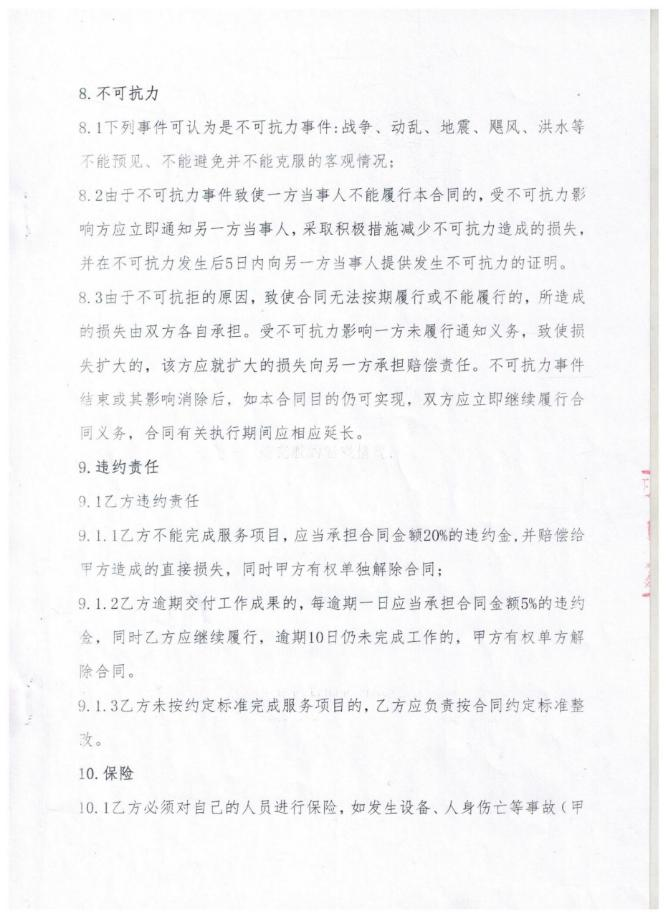 8.不可抗力
8.1下列事件可认为是不可抗力事件:战争、动乱、地震、飓风、洪水等
不能预见、不能避免并不能克服的客观情况;
8.2由于不可抗力事件致使一方当事人不能履行本合同的,受不可抗力影
响方应立即通知另一方当事人,采取积极措施减少不可抗力造成的损失,
并在不可抗力发生后5日内向另一方当事人提供发生不可抗力的证明。
8.3由于不可抗拒的原因,致使合同无法按期履行或不能履行的,所造成
的损失由双方各自承担。受不可抗力影响一方未履行通知义务,致使损
失扩大的,该方应就扩大的损失向另一方承担赔偿责任。不可抗力事件
结束或其影响消除后,如本合同目的仍可实现,双方应立即继续履行合
同义务,合同有关执行期间应相应延长。
9.违约责任
9.1乙方违约责任
9.1.1乙方不能完成服务项目,应当承担合同金额20%的违约金,并赔偿给
甲方造成的直接损失,同时甲方有权单独解除合同;
9.1.2乙方逾期交付工作成果的,每逾期一日应当承担合同金额5%的违约
金,同时乙方应继续履行,逾期10日仍未完成工作的,甲方有权单方解
除合同。
9.1.3乙方未按约定标准完成服务项目的,乙方应负责按合同约定标准整
改。
10.保险
10.1乙方必须对自己的人员进行保险,如发生设备、人身伤亡等事故(甲